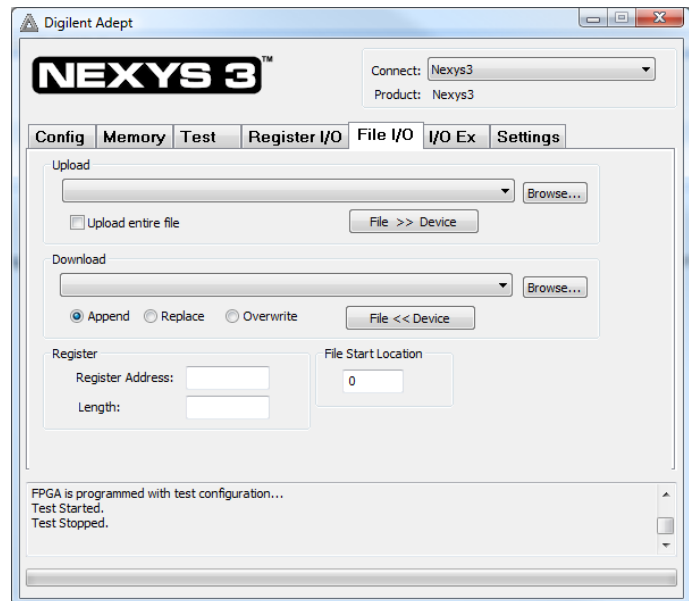 Digilent Adept
NEXYS 3™
Connect: Nexys3
Product: Nexys3
Config Memory Test Register I/O File I/O I/O Ex Settings
Upload
Browse...
Upload entire file File >> Device
Download
Browse...
Append Replace Overwrite File << Device
Register File Start Location
Register Address: 0
Length:
FPGA is programmed with test configuration...
Test Started.
Test Stopped.